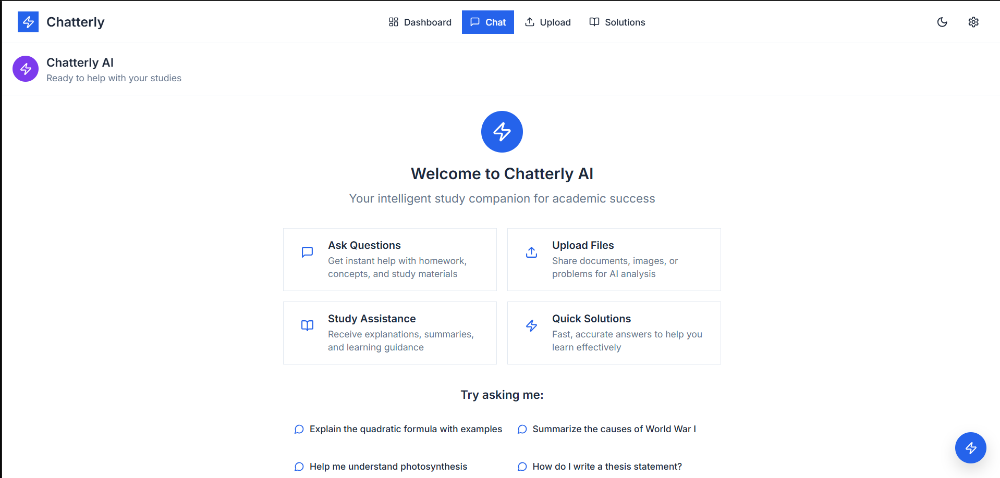 Chatterly
Dashboard
Chat
Upload
Solutions
Chatterly AI
Ready to help with your studies
Welcome to Chatterly AI
Your intelligent study companion for academic success
Ask Questions
Get instant help with homework,
concepts, and study materials
Upload Files
Share documents, images, or
problems for AI analysis
Study Assistance
Receive explanations, summaries,
and learning guidance
Quick Solutions
Fast, accurate answers to help you
learn effectively
Try asking me:
Explain the quadratic formula with examples
Summarize the causes of World War I
Help me understand photosynthesis
How do I write a thesis statement?